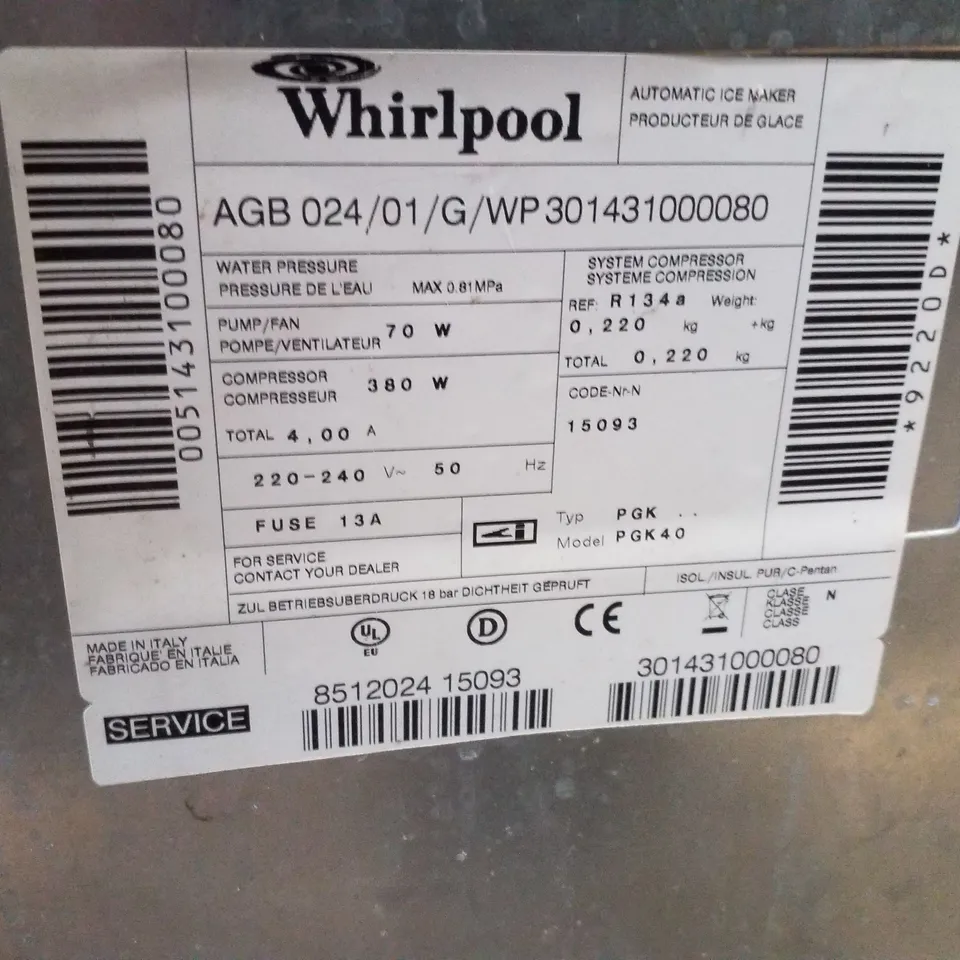 Whirlpool
AUTOMATIC ICE MAKER
PRODUCTEUR DE GLACE
AGB 024/01/G/WP 301431000080
WATER PRESSURE
PRESSURE DE L'EAU MAX 0.81MPa
PUMP/FAN
POMPE/VENTILATEUR 70 W
COMPRESSOR
COMPRESSEUR 380 W
TOTAL 4,00 A
220-240 V~ 50 Hz
FUSE 13A
FOR SERVICE
CONTACT YOUR DEALER
SYSTEM COMPRESSOR
SYSTEME COMPRESSION
REF: R134a Weight:
0,220 kg +kg
TOTAL 0,220 kg
CODE-Nr-N
15093
Typ PGK ..
Model PGK40
ZUL BETRIEBSUBERDRUCK 18 bar DICHTHEIT GEPRUFT
ISOL./INSUL. PUR/C-Pentan
MADE IN ITALY
FABRIQUE' EN ITALIE
FABRICADO EN ITALIA
UL
EU
D
CE
CLASE
KLASSE
CLASSE
CLASS
N
SERVICE
8512024 15093
301431000080
005143100080
*9220D*